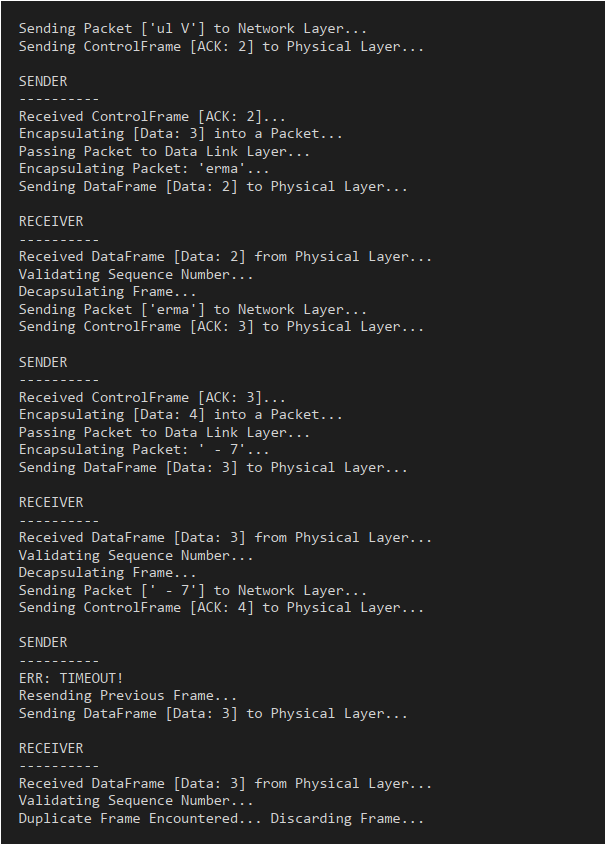 Sending Packet ['ul V'] to Network Layer...
Sending ControlFrame [ACK: 2] to Physical Layer...
SENDER
----------
Received ControlFrame [ACK: 2]...
Encapsulating [Data: 3] into a Packet...
Passing Packet to Data Link Layer...
Encapsulating Packet: 'erma'...
Sending DataFrame [Data: 2] to Physical Layer...
RECEIVER
----------
Received DataFrame [Data: 2] from Physical Layer...
Validating Sequence Number...
Decapsulating Frame...
Sending Packet ['erma'] to Network Layer...
Sending ControlFrame [ACK: 3] to Physical Layer...
SENDER
----------
Received ControlFrame [ACK: 3]...
Encapsulating [Data: 4] into a Packet...
Passing Packet to Data Link Layer...
Encapsulating Packet: ' - 7'...
Sending DataFrame [Data: 3] to Physical Layer...
RECEIVER
----------
Received DataFrame [Data: 3] from Physical Layer...
Validating Sequence Number...
Decapsulating Frame...
Sending Packet [' - 7'] to Network Layer...
Sending ControlFrame [ACK: 4] to Physical Layer...
SENDER
----------
ERR: TIMEOUT!
Resending Previous Frame...
Sending DataFrame [Data: 3] to Physical Layer...
RECEIVER
----------
Received DataFrame [Data: 3] from Physical Layer...
Validating Sequence Number...
Duplicate Frame Encountered... Discarding Frame...